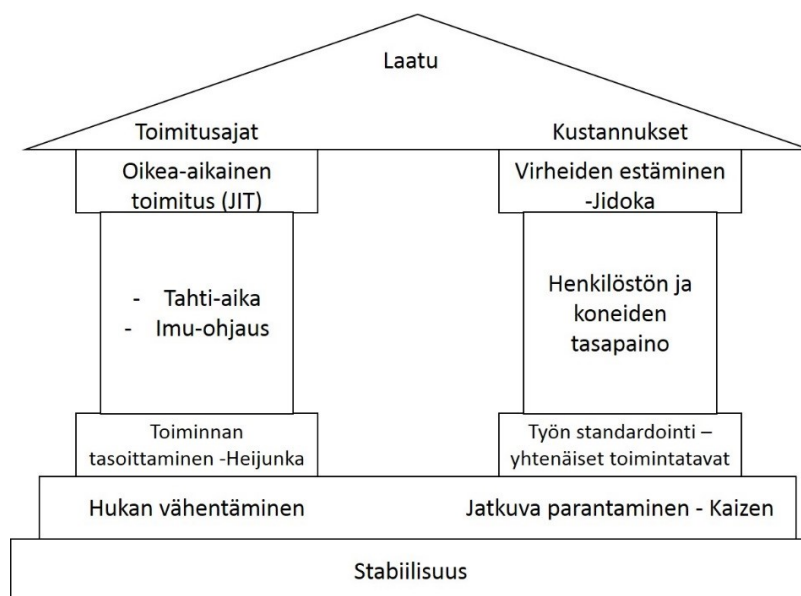 Laatu
Toimitusajat
Kustannukset
Oikea-aikainen
toimitus (JIT)
Virheiden estäminen
-Jidoka
- Tahti-aika
- Imu-ohjaus
Henkilöstön ja
koneiden
tasapaino
Toiminnan
tasoittaminen -Heijunka
Työn standardointi –
yhtenäiset toimintatavat
Hukan vähentäminen
Jatkuva parantaminen - Kaizen
Stabiilisuus